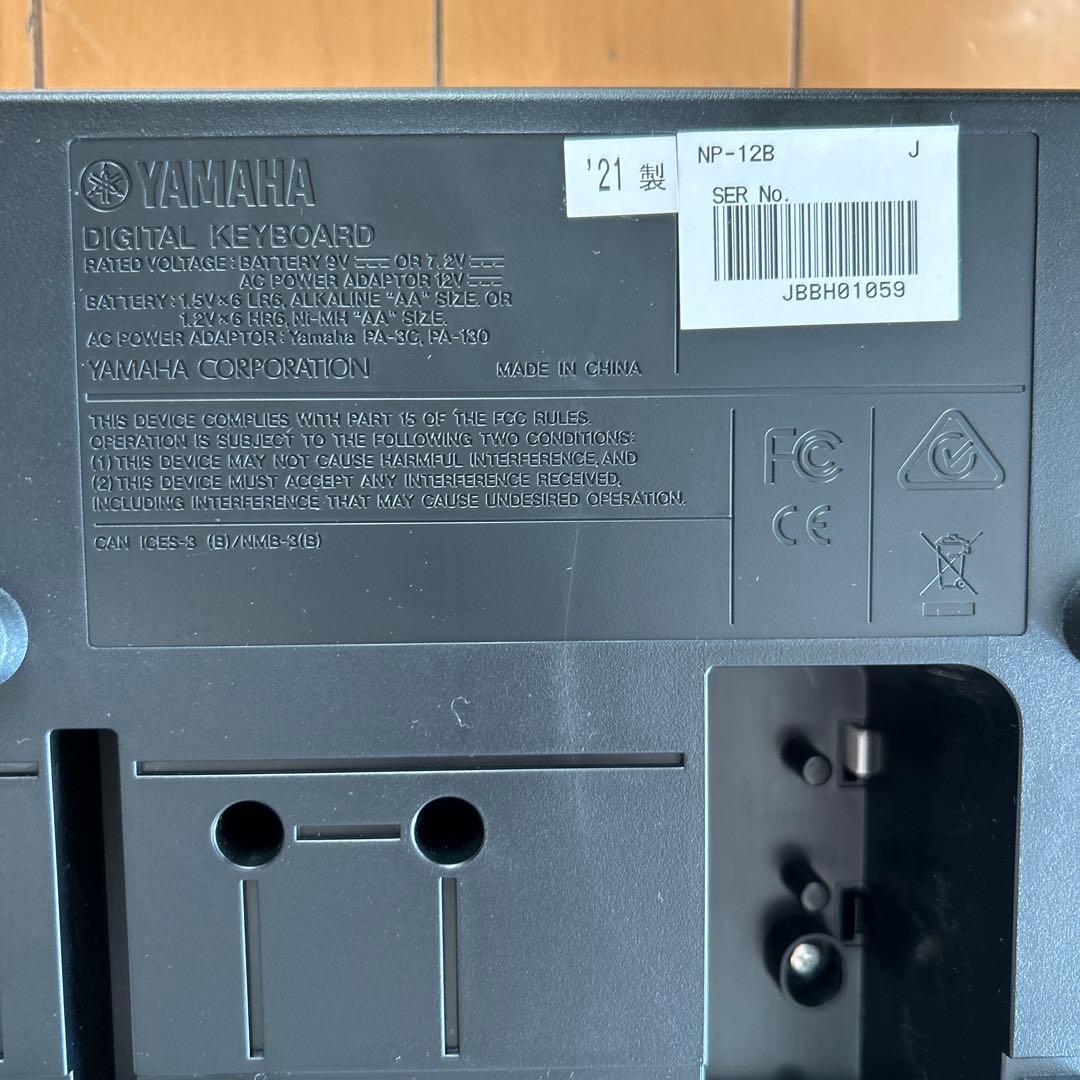 YAMAHA
DIGITAL KEYBOARD
RATED VOLTAGE : BATTERY 9V ⎓ OR 7.2V ⎓
AC POWER ADAPTOR 12V ⎓
BATTERY : 1.5V×6 LR6, ALKALINE "AA" SIZE, OR
1.2V×6 HR6, Ni-MH "AA" SIZE,
AC POWER ADAPTOR : Yamaha PA-3C, PA-130
YAMAHA CORPORATION
MADE IN CHINA
'21 製
NP-12B J
SER No.
JBBH01059
THIS DEVICE COMPLIES WITH PART 15 OF THE FCC RULES.
OPERATION IS SUBJECT TO THE FOLLOWING TWO CONDITIONS:
(1) THIS DEVICE MAY NOT CAUSE HARMFUL INTERFERENCE, AND
(2) THIS DEVICE MUST ACCEPT ANY INTERFERENCE RECEIVED,
INCLUDING INTERFERENCE THAT MAY CAUSE UNDESIRED OPERATION.
CAN ICES-3 (B)/NMB-3(B)
FC
CE